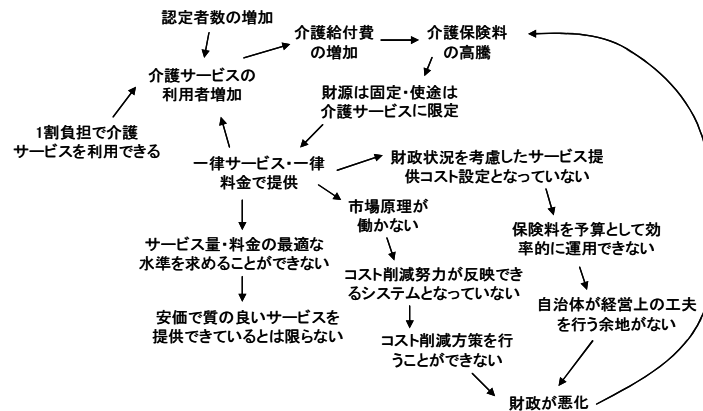 認定者数の増加
介護給付費
の増加
介護保険料
の高騰
介護サービスの
利用者増加
財源は固定・使途は
介護サービスに限定
1割負担で介護
サービスを利用できる
一律サービス・一律
料金で提供
財政状況を考慮したサービス提
供コスト設定となっていない
市場原理が
働かない
保険料を予算として効
率的に運用できない
サービス量・料金の最適な
水準を求めることができない
コスト削減努力が反映でき
るシステムとなっていない
自治体が経営上の工夫
を行う余地がない
安価で質の良いサービスを
提供できているとは限らない
コスト削減方策を行
うことができない
財政が悪化